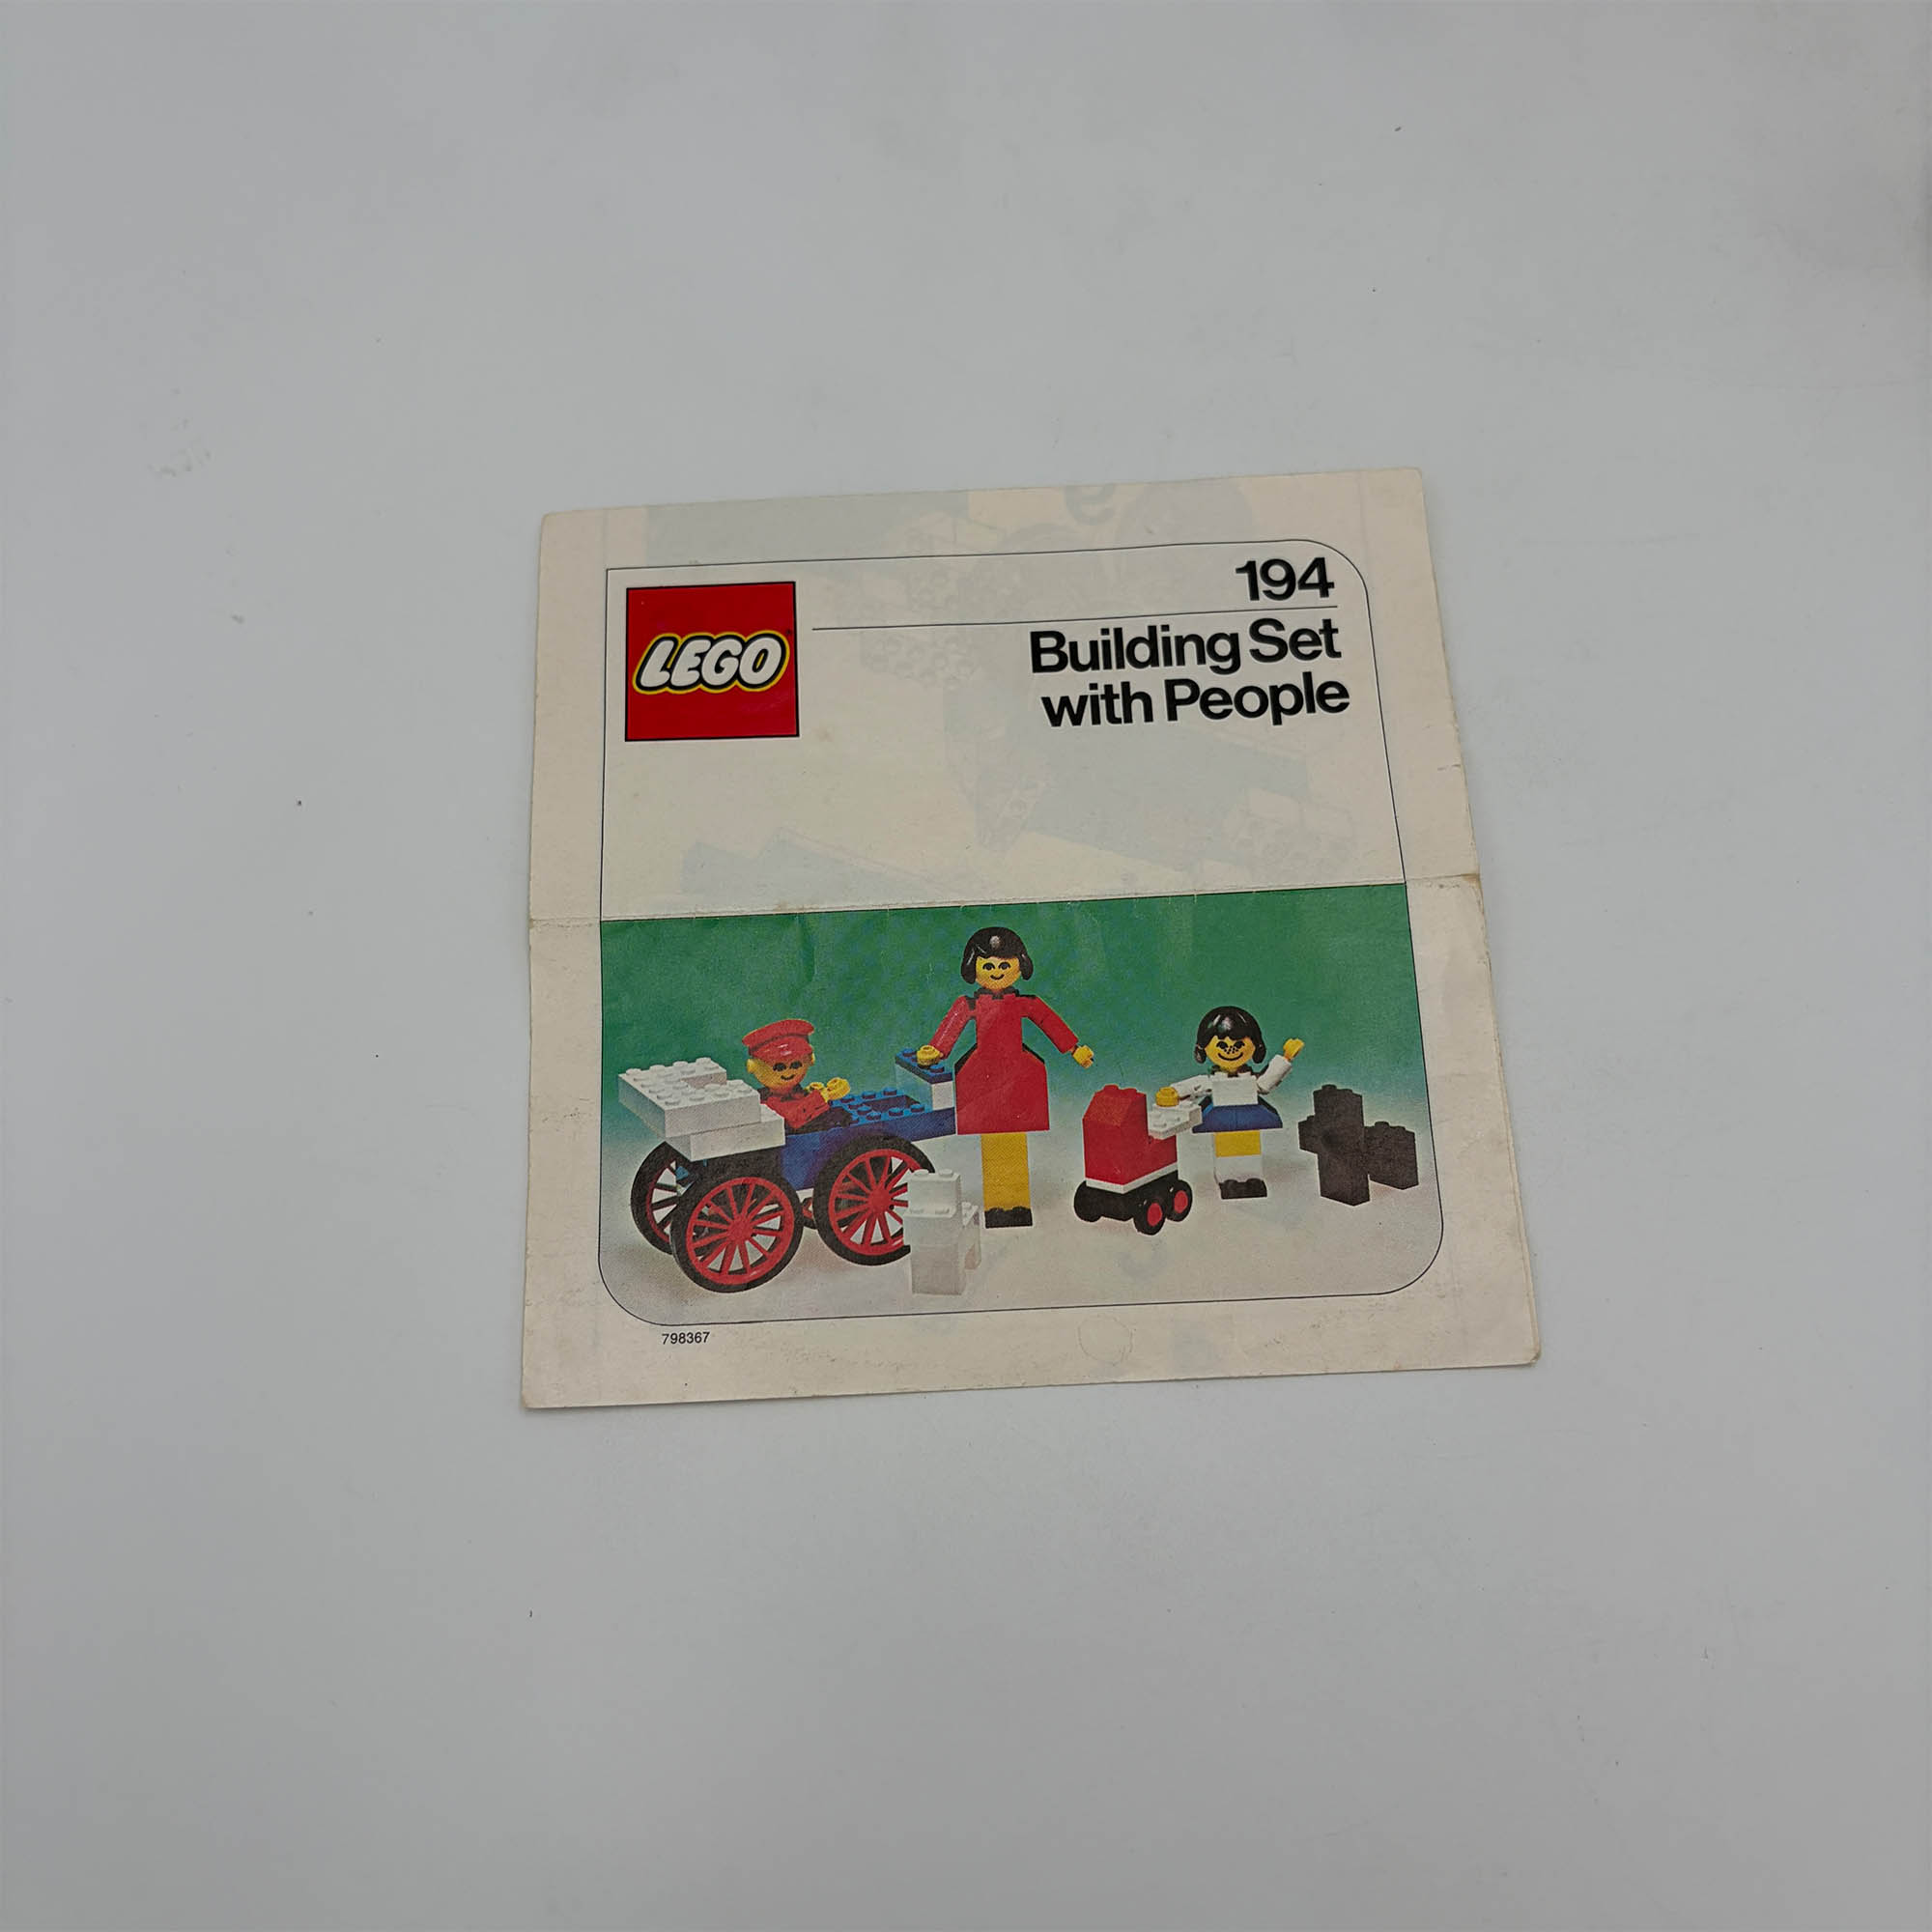 LEGO
194
Building Set
with People
798367